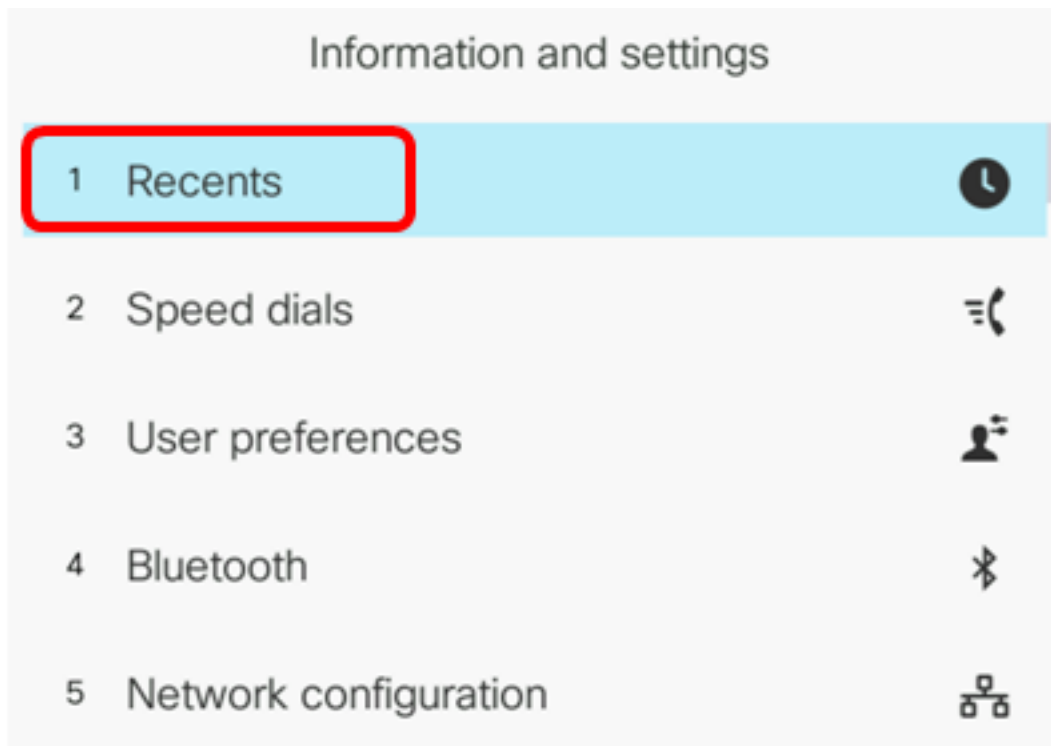 Information and settings
1 Recents
2 Speed dials
3 User preferences
4 Bluetooth
5 Network configuration